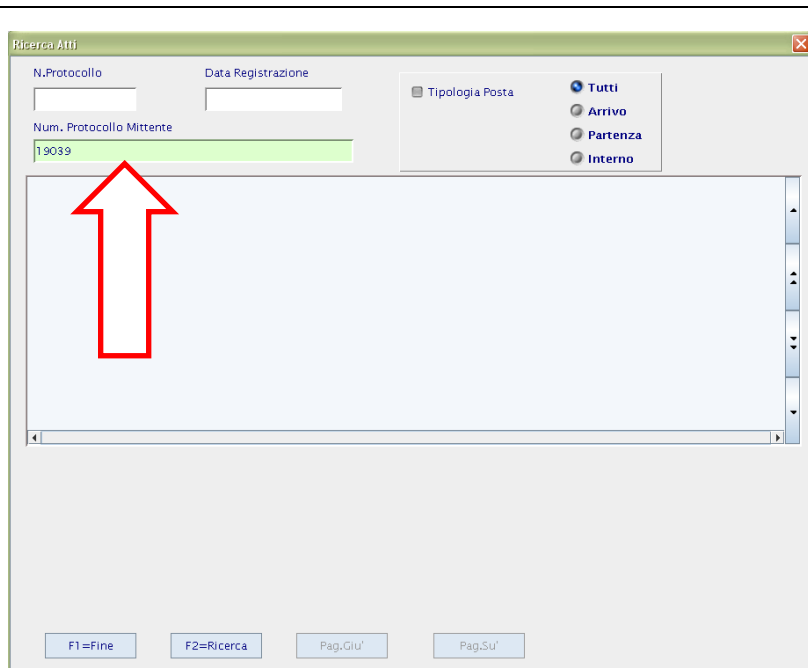 Ricerca Atti
N.Protocollo
Data Registrazione
Num. Protocollo Mittente
19039
Tipologia Posta
Tutti
Arrivo
Partenza
Interno
F1=Fine
F2=Ricerca
Pag.Giu'
Pag.Su'